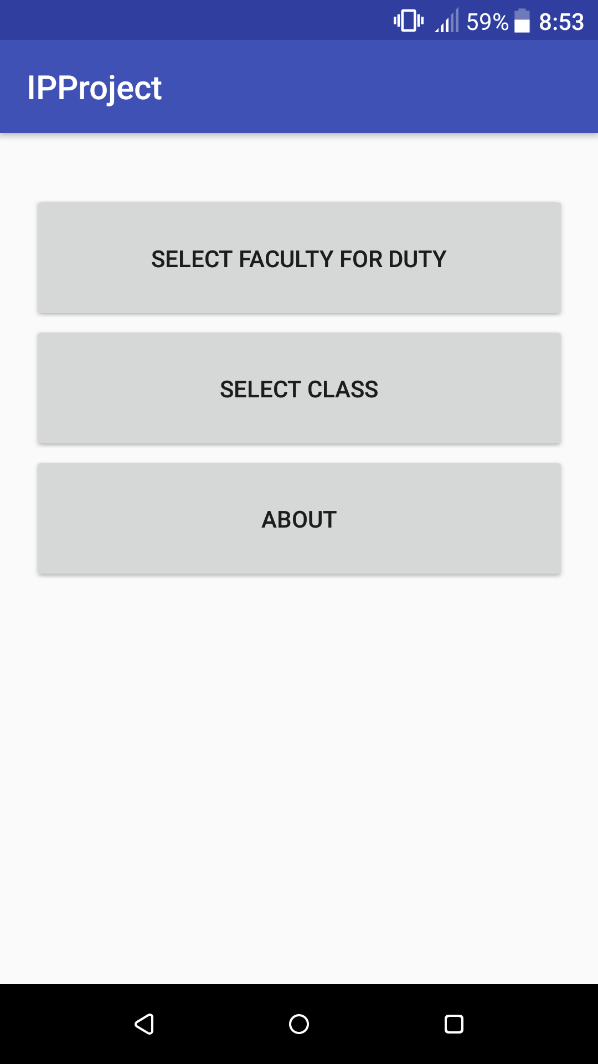 59% 8:53
IPProject
SELECT FACULTY FOR DUTY
SELECT CLASS
ABOUT